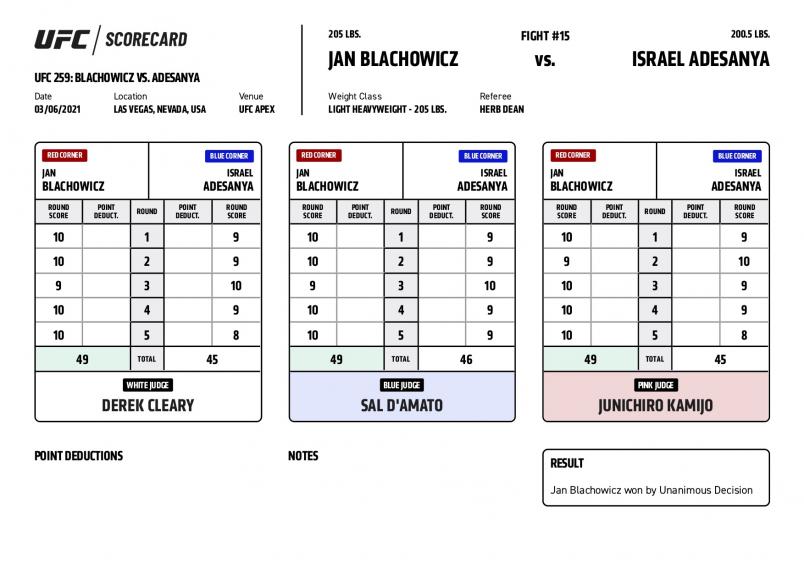 UFC / SCORECARD
UFC 259: BLACHOWICZ VS. ADESANYA
Date Location Venue
03/06/2021 LAS VEGAS, NEVADA, USA UFC APEX
205 LBS. FIGHT #15 200.5 LBS.
JAN BLACHOWICZ vs. ISRAEL ADESANYA
Weight Class Referee
LIGHT HEAVYWEIGHT - 205 LBS. HERB DEAN
RED CORNER BLUE CORNER
JAN ISRAEL
BLACHOWICZ ADESANYA
ROUND SCORE POINT DEDUCT. ROUND POINT DEDUCT. ROUND SCORE
10 1 9
10 2 9
9 3 10
10 4 9
10 5 8
49 TOTAL 45
WHITE JUDGE
DEREK CLEARY
RED CORNER BLUE CORNER
JAN ISRAEL
BLACHOWICZ ADESANYA
ROUND SCORE POINT DEDUCT. ROUND POINT DEDUCT. ROUND SCORE
10 1 9
10 2 9
9 3 10
10 4 9
10 5 9
49 TOTAL 46
BLUE JUDGE
SAL D'AMATO
RED CORNER BLUE CORNER
JAN ISRAEL
BLACHOWICZ ADESANYA
ROUND SCORE POINT DEDUCT. ROUND POINT DEDUCT. ROUND SCORE
10 1 9
9 2 10
10 3 9
10 4 9
10 5 8
49 TOTAL 45
PINK JUDGE
JUNICHIRO KAMIJO
POINT DEDUCTIONS
NOTES
RESULT
Jan Blachowicz won by Unanimous Decision